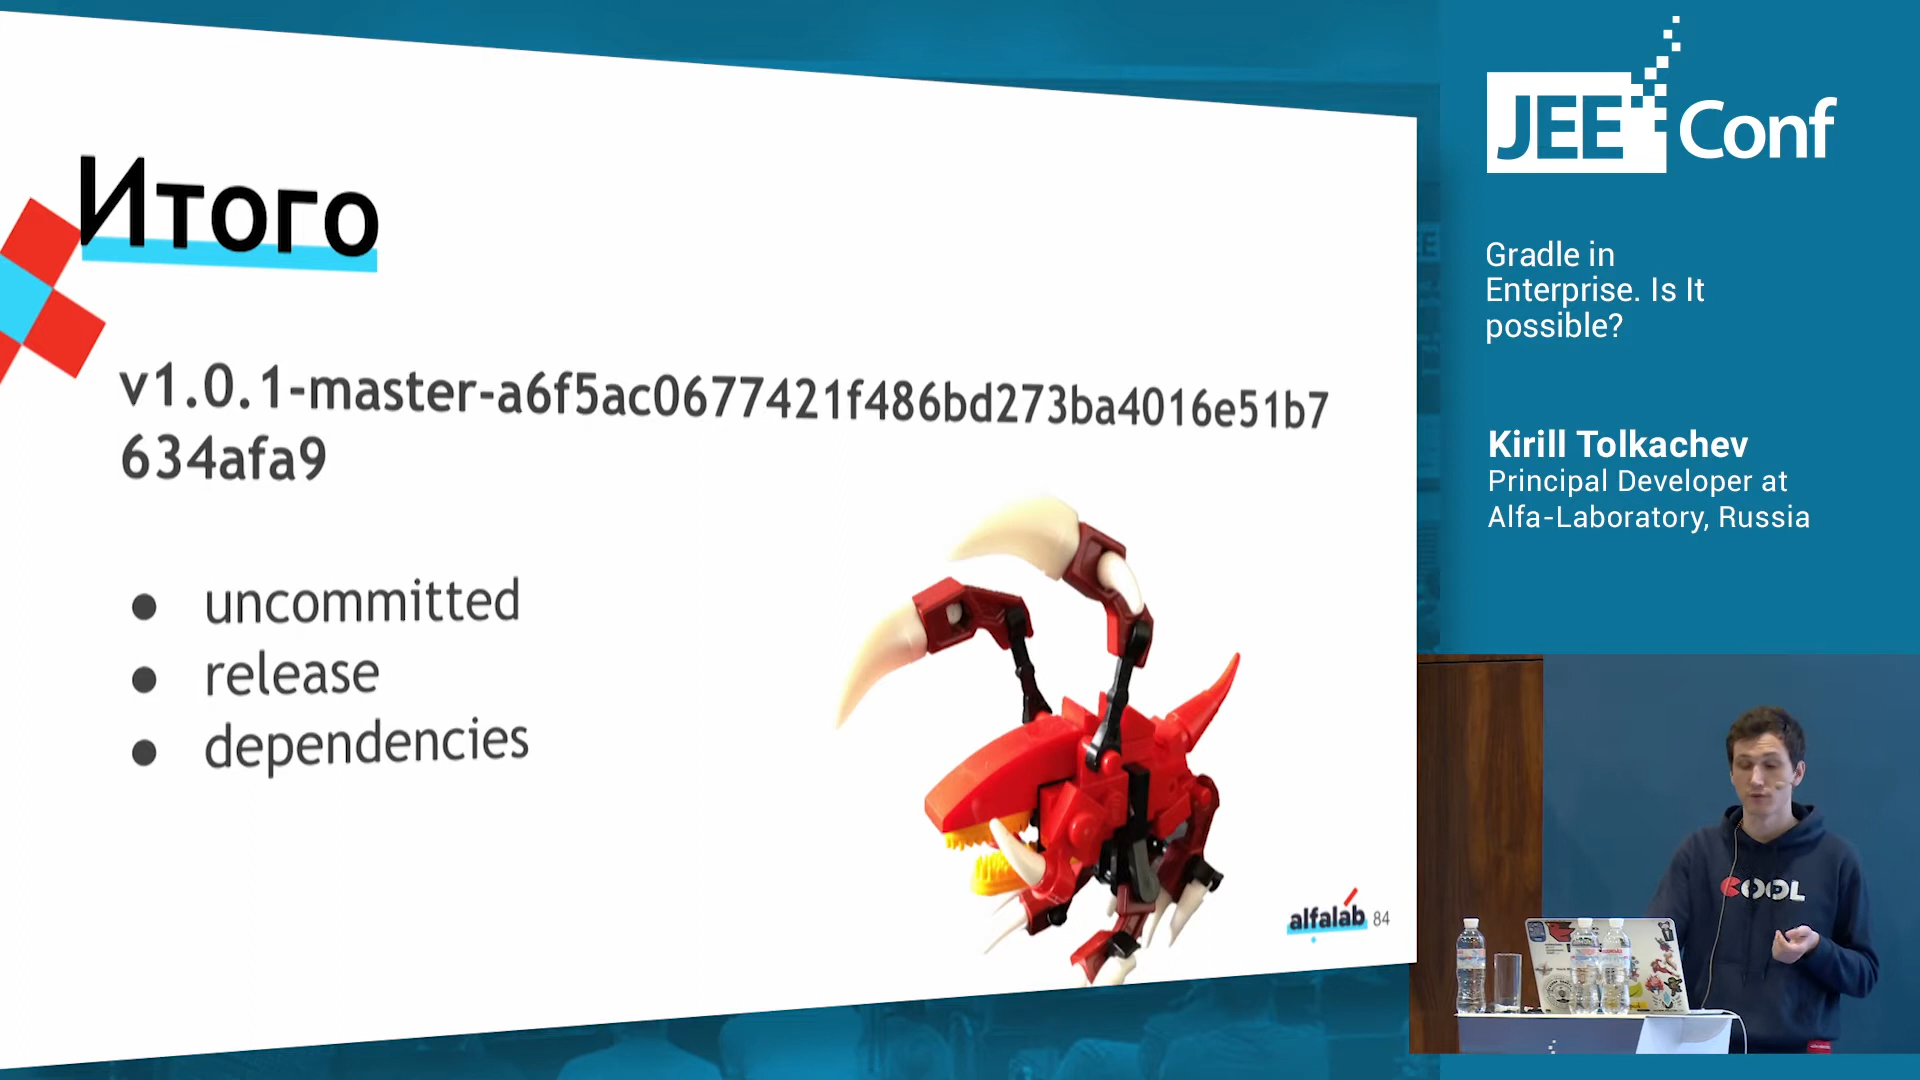 Итого
v1.0.1-master-a6f5ac0677421f486bd273ba4016e51b7
634afa9
● uncommitted
● release
● dependencies
alfalab 84
JEE Conf
Gradle in
Enterprise. Is It
possible?
Kirill Tolkachev
Principal Developer at
Alfa-Laboratory, Russia
COOL